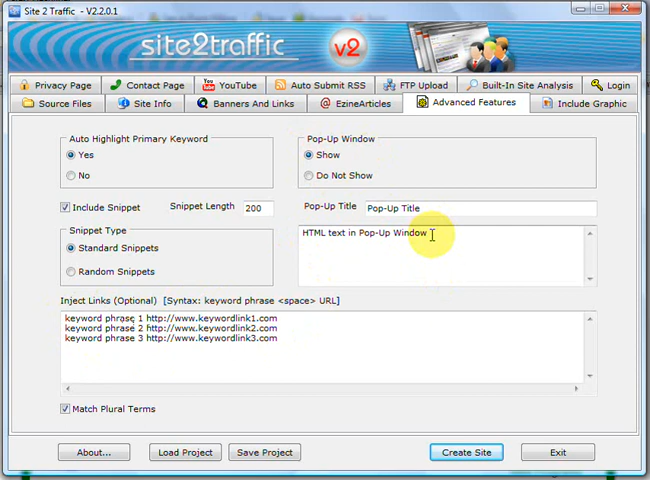 Site 2 Traffic - V2.2.0.1
site2traffic v2
Privacy Page Contact Page YouTube Auto Submit RSS FTP Upload Built-In Site Analysis Login
Source Files Site Info Banners And Links EzineArticles Advanced Features Include Graphic
Auto Highlight Primary Keyword
Yes
No
Pop-Up Window
Show
Do Not Show
Include Snippet Snippet Length 200
Pop-Up Title Pop-Up Title
Snippet Type
Standard Snippets
Random Snippets
HTML text in Pop-Up Window
Inject Links (Optional) [Syntax: keyword phrase <space> URL]
keyword phrase 1 http://www.keywordlink1.com
keyword phrase 2 http://www.keywordlink2.com
keyword phrase 3 http://www.keywordlink3.com
Match Plural Terms
About... Load Project Save Project Create Site Exit